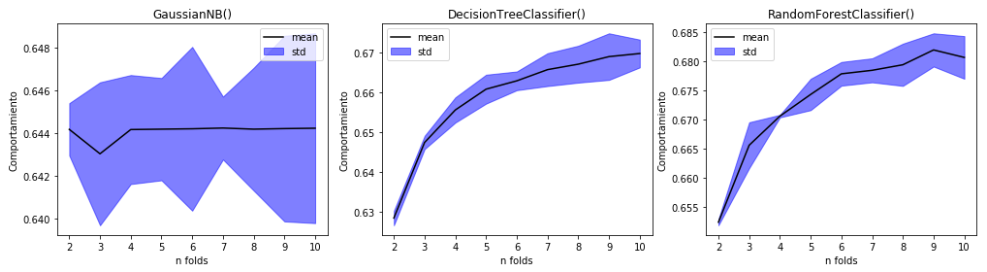 GaussianNB()
mean
std
0.648
0.646
0.644
0.642
0.640
Comportamiento
2 3 4 5 6 7 8 9 10
n folds
DecisionTreeClassifier()
mean
std
0.67
0.66
0.65
0.64
0.63
Comportamiento
2 3 4 5 6 7 8 9 10
n folds
RandomForestClassifier()
mean
std
0.685
0.680
0.675
0.670
0.665
0.660
0.655
Comportamiento
2 3 4 5 6 7 8 9 10
n folds